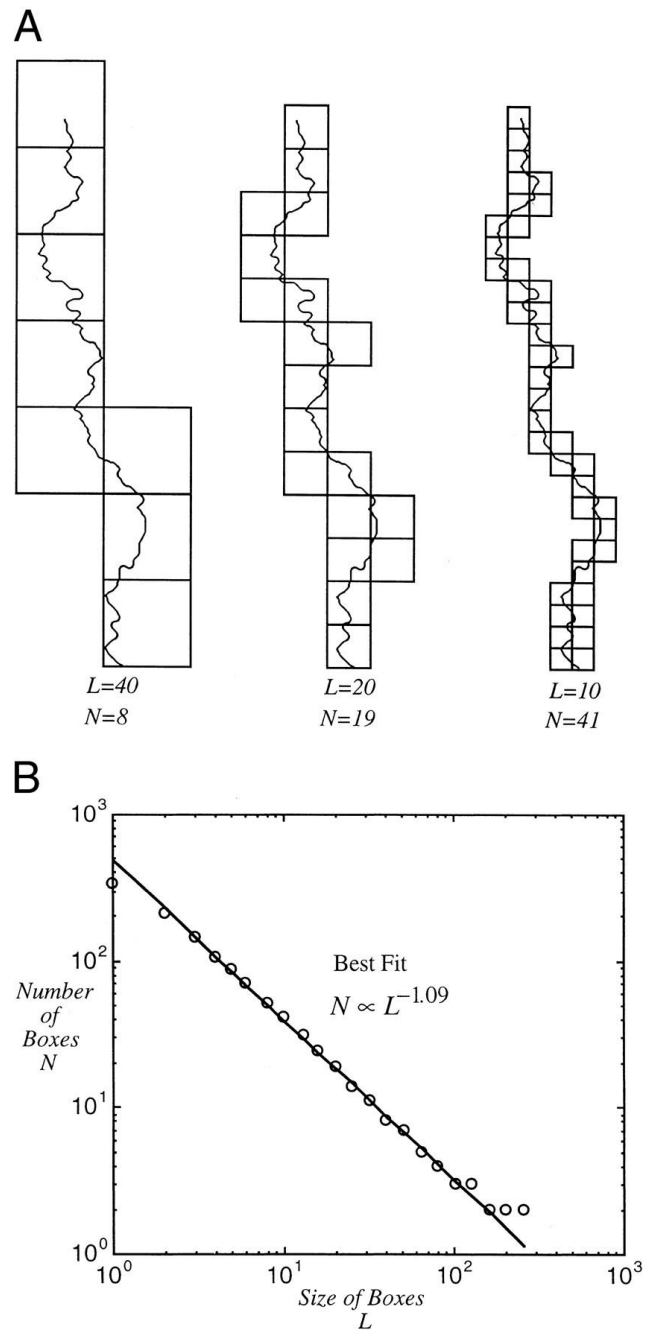 A
L=40
N=8
L=20
N=19
L=10
N=41
B
10³
10²
10¹
10⁰
Number
of
Boxes
N
Best Fit
N ∝ L⁻¹·⁰⁹
10⁰ 10¹ 10² 10³
Size of Boxes
L